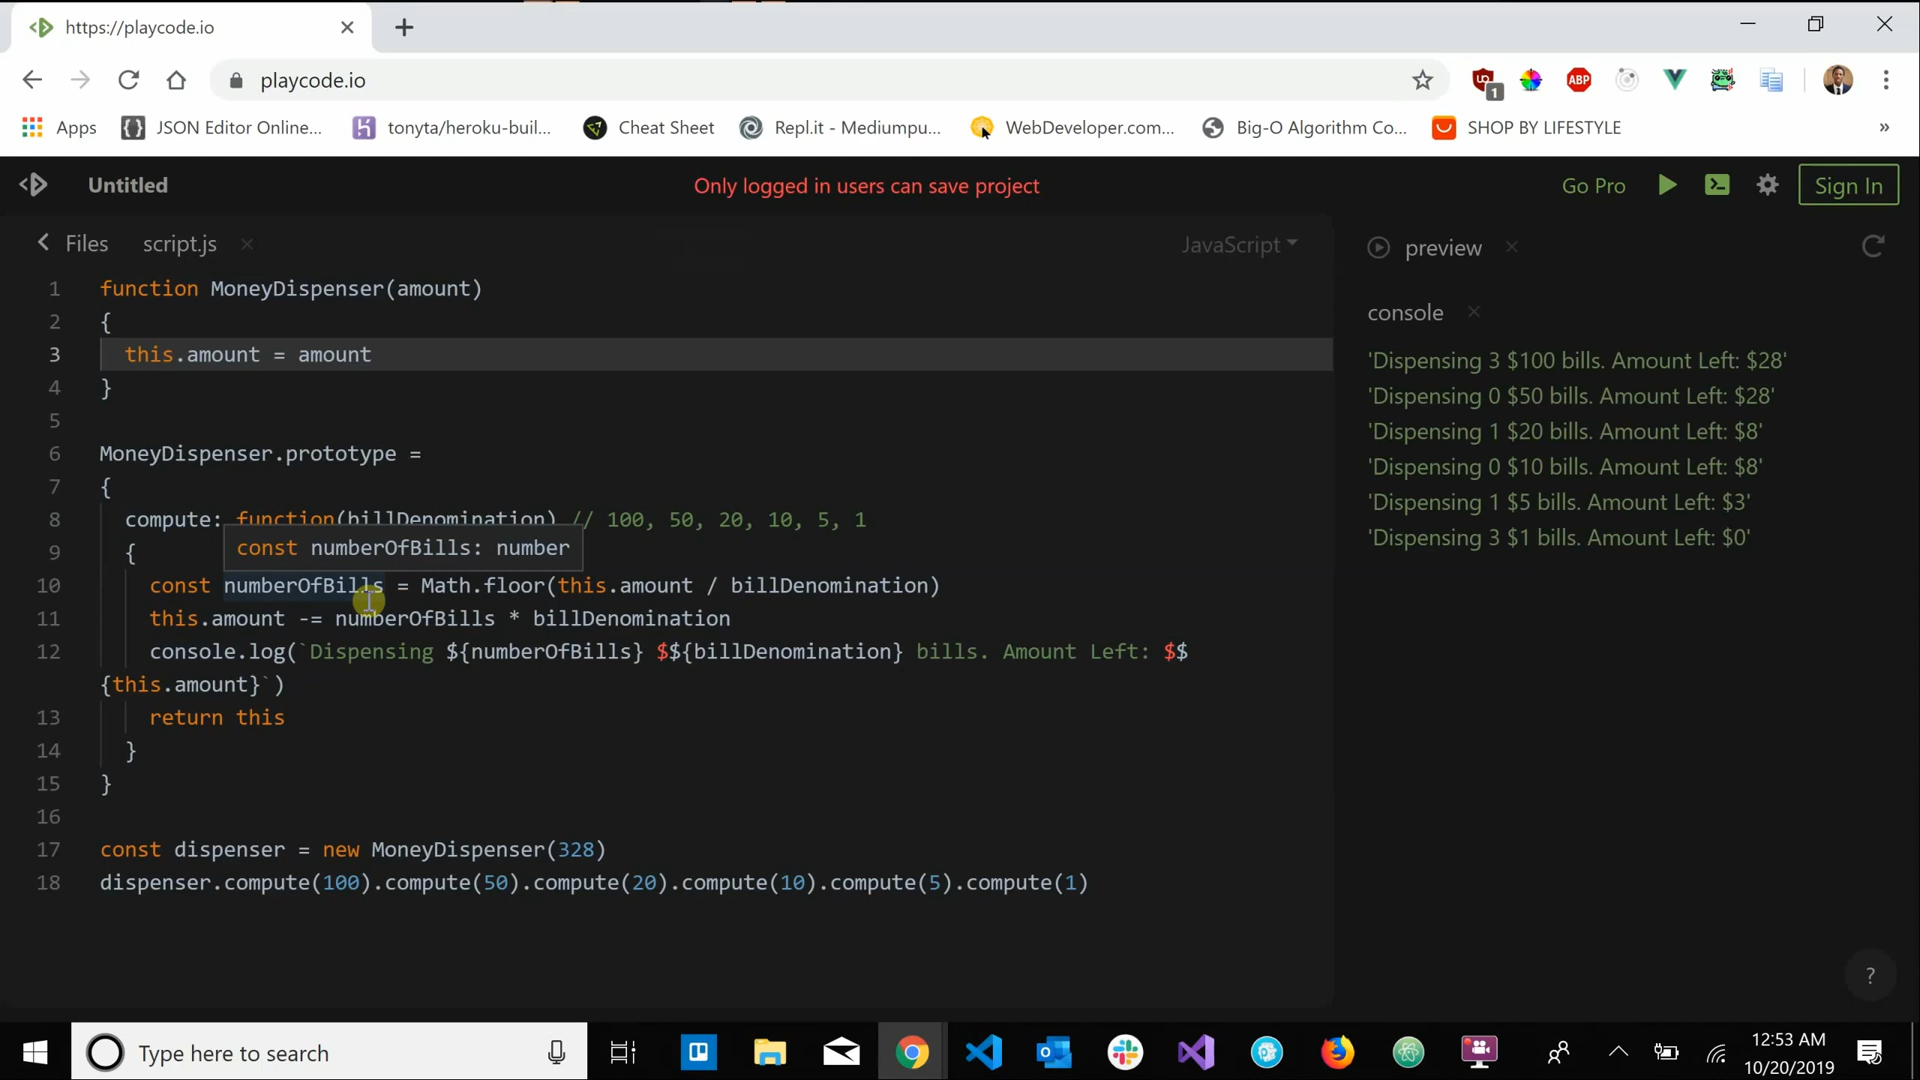 https://playcode.io
playcode.io
1
Apps
JSON Editor Online...
tonyta/heroku-buil...
Cheat Sheet
Repl.it - Mediumpu...
WebDeveloper.com...
Big-O Algorithm Co...
SHOP BY LIFESTYLE
»
Untitled
Only logged in users can save project
Go Pro
Sign In
Files
script.js
JavaScript
preview
console
1 function MoneyDispenser(amount)
2 {
3 this.amount = amount
4 }
5
6 MoneyDispenser.prototype =
7 {
8 compute: function(billDenomination) // 100, 50, 20, 10, 5, 1
const numberOfBills: number
9 {
10 const numberOfBills = Math.floor(this.amount / billDenomination)
11 this.amount -= numberOfBills * billDenomination
12 console.log(`Dispensing ${numberOfBills} $${billDenomination} bills. Amount Left: $$
{this.amount}`)
13 return this
14 }
15 }
16
17 const dispenser = new MoneyDispenser(328)
18 dispenser.compute(100).compute(50).compute(20).compute(10).compute(5).compute(1)
'Dispensing 3 $100 bills. Amount Left: $28'
'Dispensing 0 $50 bills. Amount Left: $28'
'Dispensing 1 $20 bills. Amount Left: $8'
'Dispensing 0 $10 bills. Amount Left: $8'
'Dispensing 1 $5 bills. Amount Left: $3'
'Dispensing 3 $1 bills. Amount Left: $0'
?
Type here to search
12:53 AM
10/20/2019